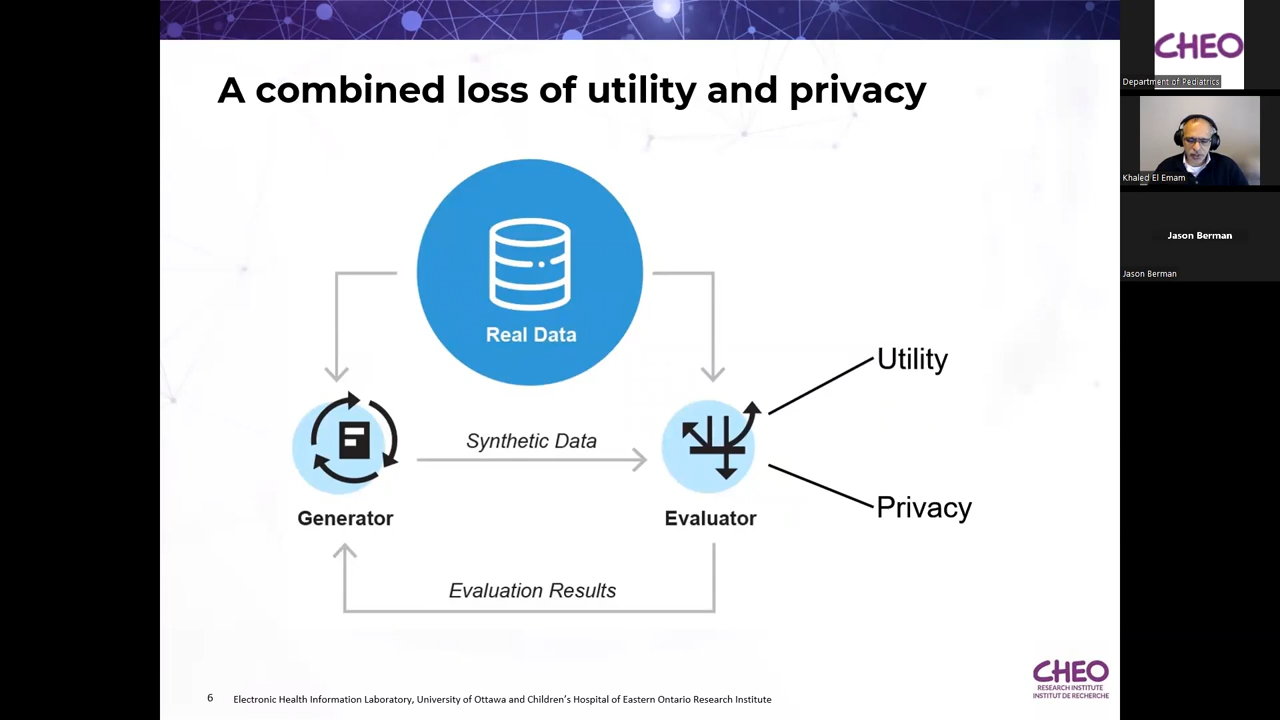 A combined loss of utility and privacy
Real Data
Synthetic Data
Generator
Evaluator
Evaluation Results
Utility
Privacy
6
Electronic Health Information Laboratory, University of Ottawa and Children's Hospital of Eastern Ontario Research Institute
CHEO
RESEARCH INSTITUTE
INSTITUT DE RECHERCHE
CHEO
Department of Pediatrics
Khaled El Emam
Jason Berman
Jason Berman